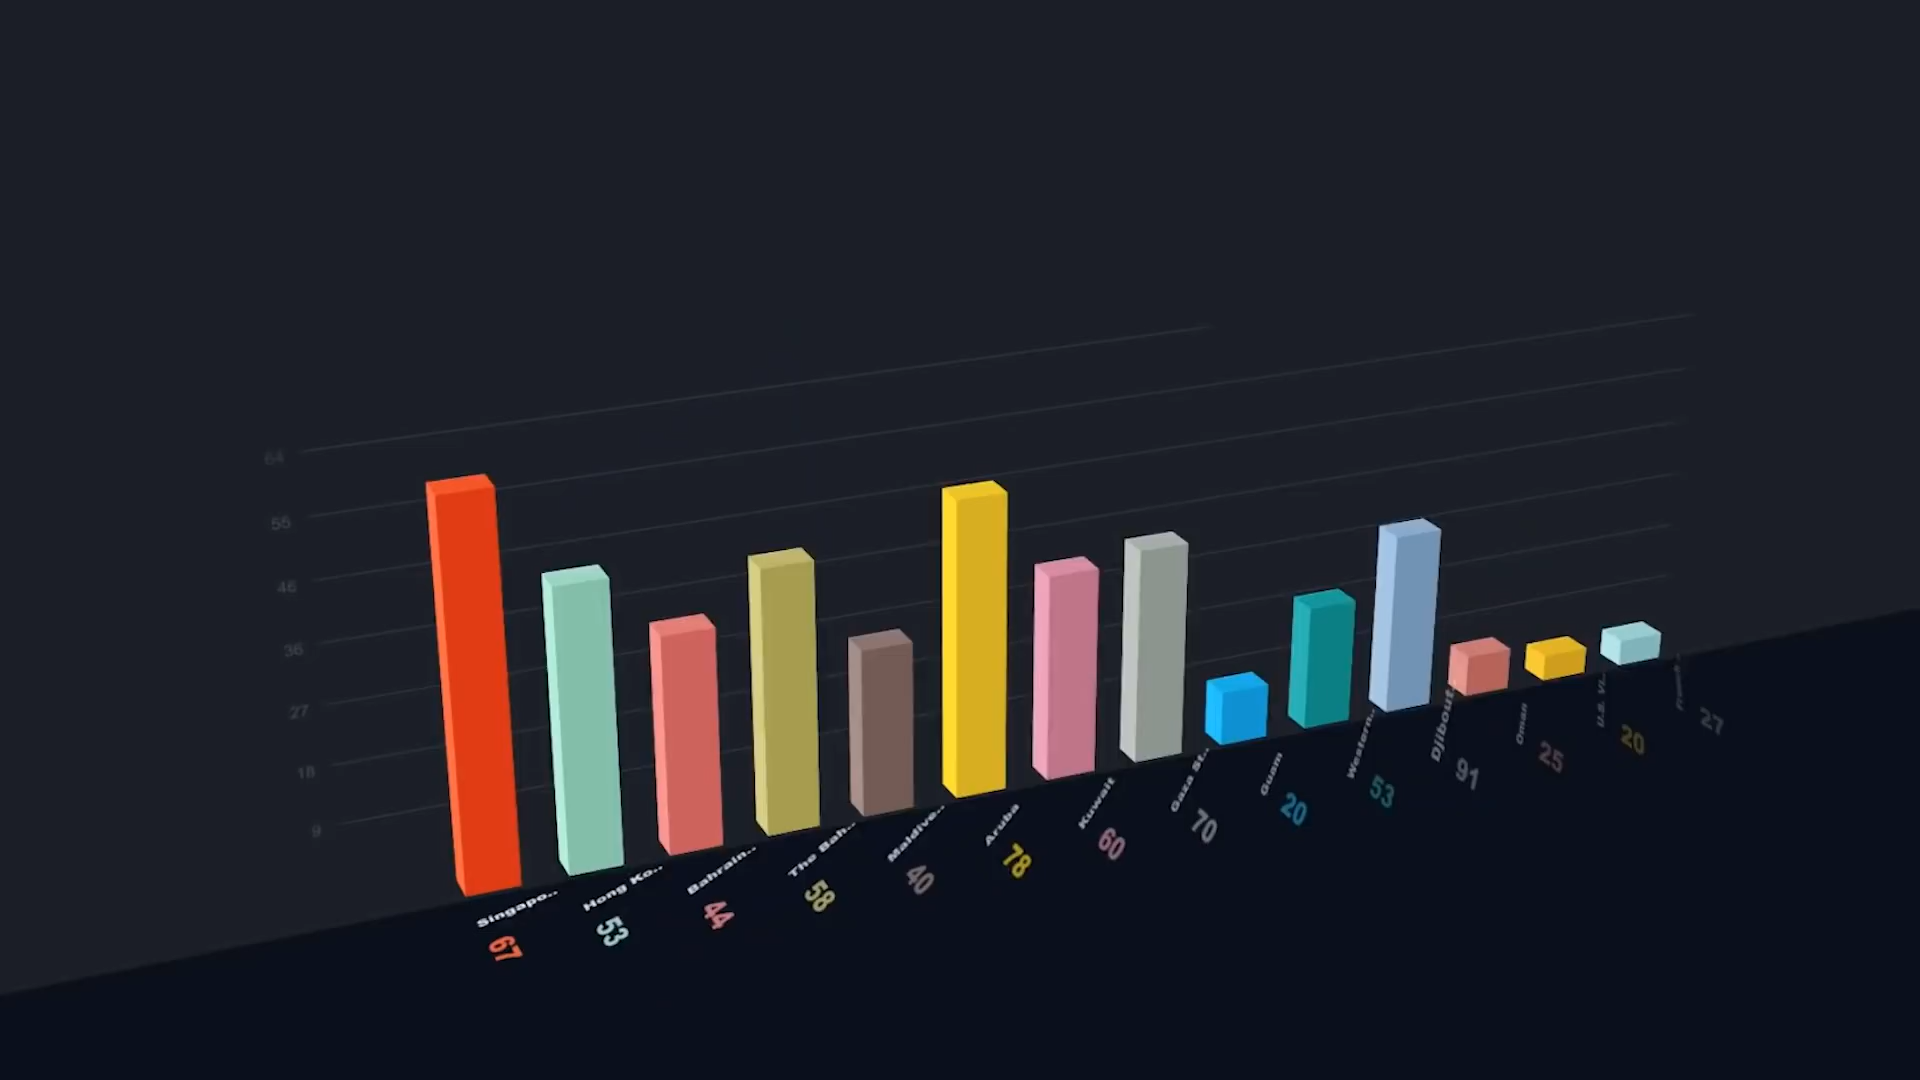 64
55
46
36
27
18
9
Singapo..
67
Hong Ko..
53
Bahrain..
44
The Bah..
58
Maldive..
40
Aruba
78
Kuwait
60
Gaza St..
70
Guam
20
Western..
53
Djibouti
91
Oman
25
U.S. Vi..
20
27